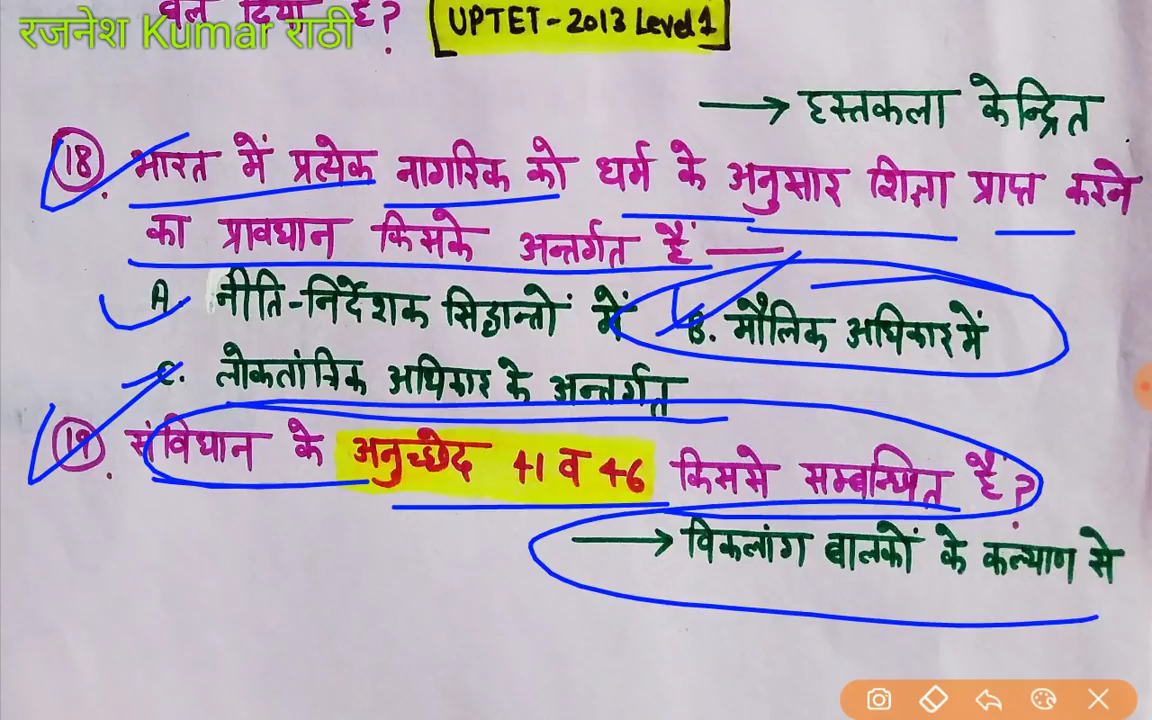 बल दिया है?
रजनेश Kumar राठी
[UPTET-2013 Level 1]
→ हस्तकला केन्द्रित
18. भारत में प्रत्येक नागरिक को धर्म के अनुसार शिक्षा प्राप्त करने
का प्रावधान किसके अन्तर्गत हैं —
A. नीति-निर्देशक सिद्धान्तों में B. मौलिक अधिकार में
C. लोकतांत्रिक अधिकार के अन्तर्गत
19. संविधान के अनुच्छेद 41 व 46 किससे सम्बन्धित है?
→ विकलांग बालकों के कल्याण से